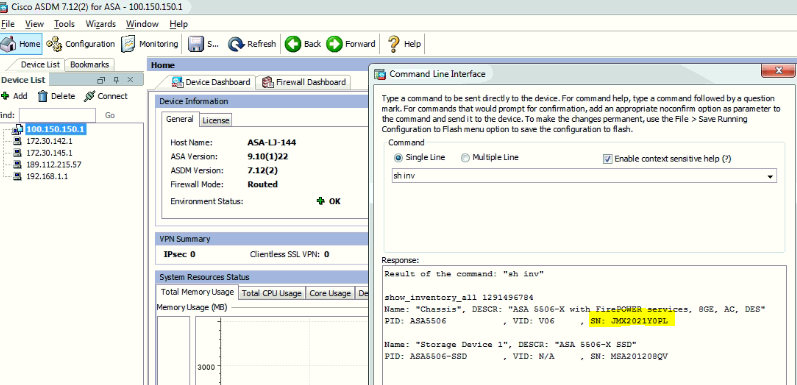 Cisco ASDM 7.12(2) for ASA - 100.150.150.1
File View Tools Wizards Window Help
Home Configuration Monitoring S... Refresh Back Forward Help
Device List Bookmarks
Device List
Add Delete Connect
Find: Go
100.150.150.1
172.30.142.1
172.30.145.1
189.112.215.57
192.168.1.1
Home
Device Dashboard Firewall Dashboard
Device Information
General License
Host Name: ASA-LJ-144
ASA Version: 9.10(1)22
ASDM Version: 7.12(2)
Firewall Mode: Routed
Environment Status: OK
VPN Summary
IPsec 0 Clientless SSL VPN: 0
System Resources Status
Total Memory Usage Total CPU Usage Core Usage De
Memory Usage (MB)
3000
Command Line Interface
Type a command to be sent directly to the device. For command help, type a command followed by a question
mark. For commands that would prompt for confirmation, add an appropriate noconfirm option as parameter to
the command and send it to the device. To make the changes permanent, use the File > Save Running
Configuration to Flash menu option to save the configuration to flash.
Command
Single Line Multiple Line Enable context sensitive help (?)
sh inv
Response:
Result of the command: "sh inv"
show_inventory_all 1291496784
Name: "Chassis", DESCR: "ASA 5506-X with FirePOWER services, 8GE, AC, DES"
PID: ASA5506 , VID: V06 , SN: JMX2021Y0PL
Name: "Storage Device 1", DESCR: "ASA 5506-X SSD"
PID: ASA5506-SSD , VID: N/A , SN: MSA201208QV